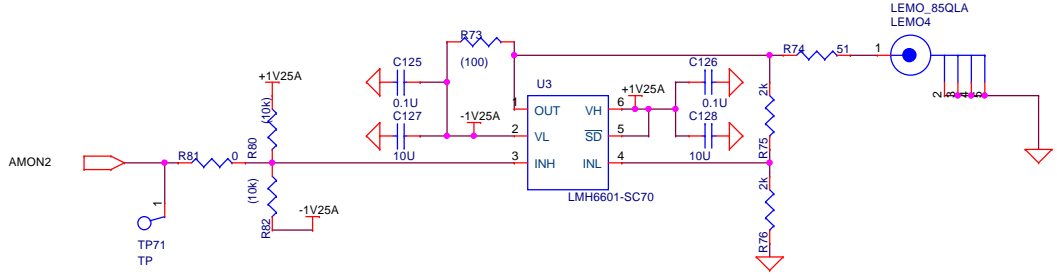 LEMO_85QLA
LEMO4
R73
(100)
R74
51
1
C125
0.1U
C127
10U
C126
0.1U
C128
10U
+1V25A
-1V25A
+1V25A
U3
1
OUT
VH
6
2
VL
SD
5
3
INH
INL
4
LMH6601-SC70
2
3
4
5
2k
R75
2k
R76
AMON2
R81
0
R80
(10k)
(10k)
R82
-1V25A
1
TP71
TP